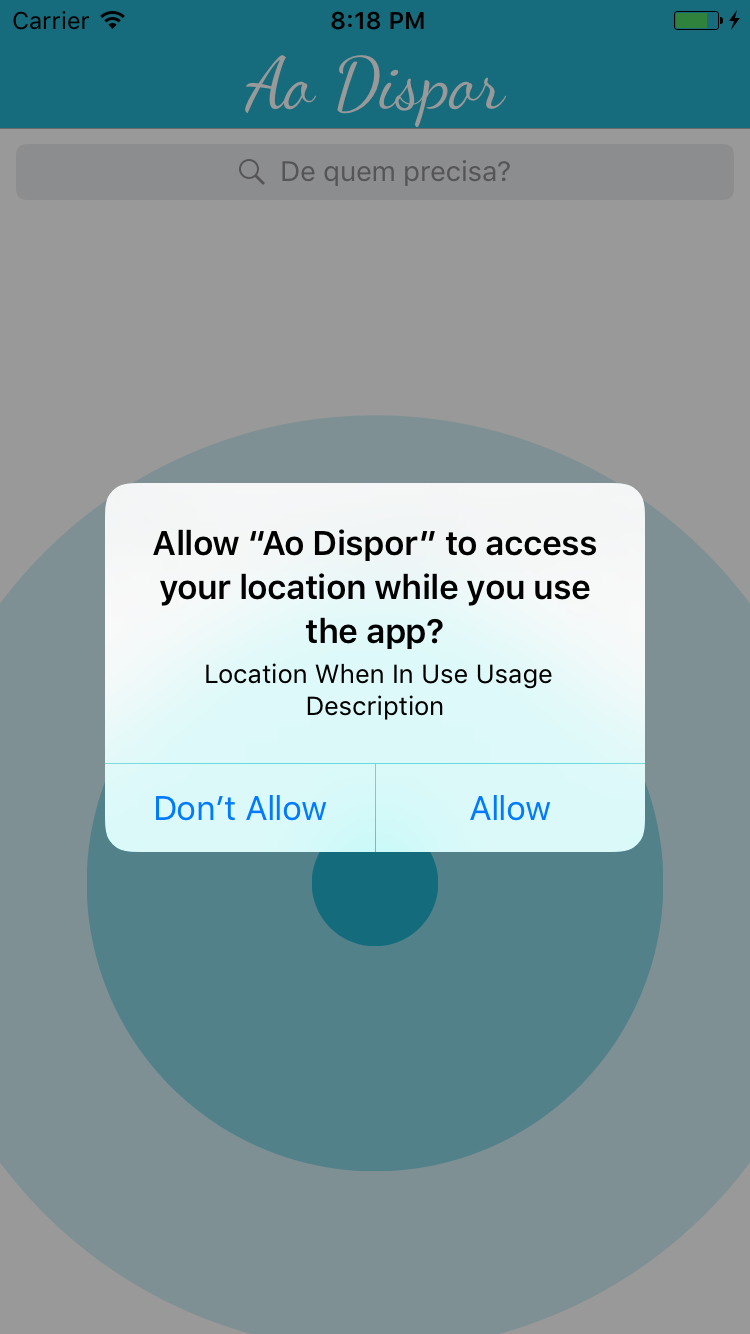 Carrier 8:18 PM
Ao Dispor
De quem precisa?
Allow “Ao Dispor” to access
your location while you use
the app?
Location When In Use Usage
Description
Don’t Allow Allow